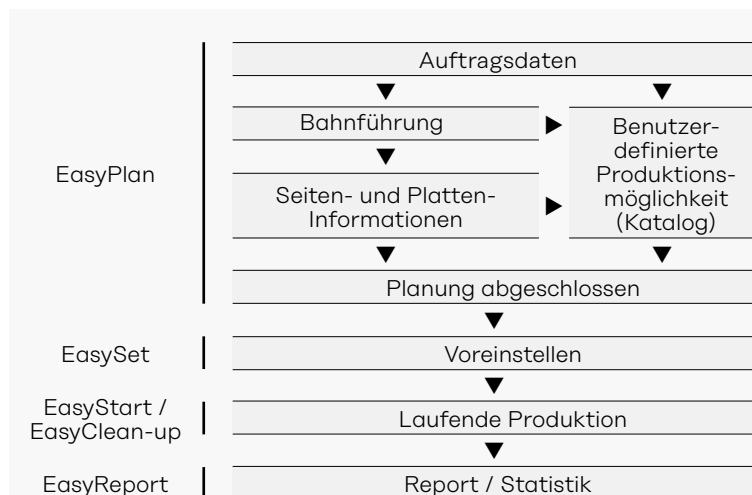 Auftragsdaten
Bahnführung
Benutzer-
definierte
Produktions-
möglichkeit
(Katalog)
EasyPlan
Seiten- und Platten-
Informationen
Planung abgeschlossen
EasySet
Voreinstellen
EasyStart /
EasyClean-up
Laufende Produktion
EasyReport
Report / Statistik